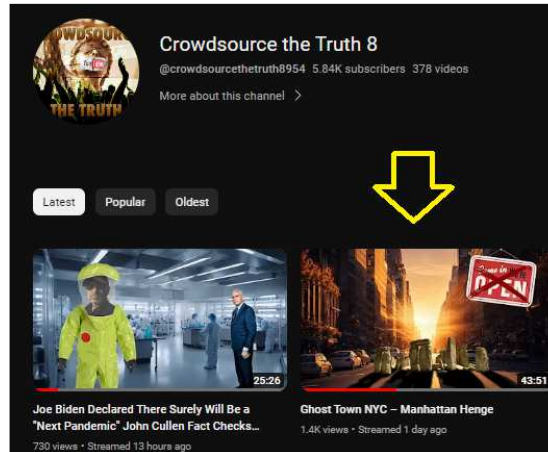 CROWDSOURCE
THE TRUTH
Crowdsource the Truth 8
@crowdsourcethetruth8954 5.84K subscribers 378 videos
More about this channel >
Latest Popular Oldest
OPEN
25:26
43:51
Joe Biden Declared There Surely Will Be a
"Next Pandemic" John Cullen Fact Checks...
730 views • Streamed 13 hours ago
Ghost Town NYC – Manhattan Henge
1.4K views • Streamed 1 day ago